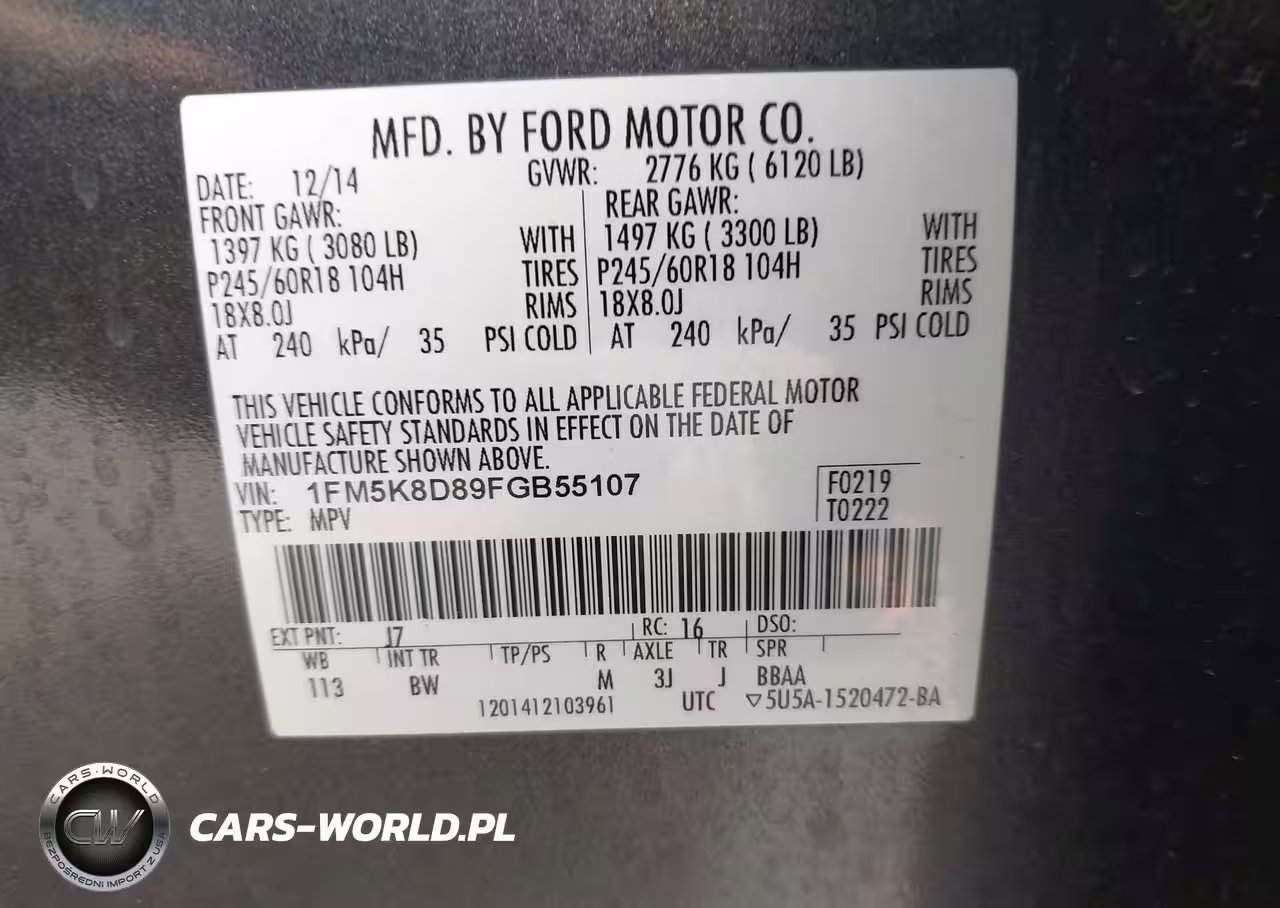 MFD. BY FORD MOTOR CO.
DATE: 12/14 GVWR: 2776 KG ( 6120 LB)
FRONT GAWR: REAR GAWR:
1397 KG ( 3080 LB) WITH 1497 KG ( 3300 LB) WITH
P245/60R18 104H TIRES P245/60R18 104H TIRES
18X8.0J RIMS 18X8.0J RIMS
AT 240 kPa/ 35 PSI COLD AT 240 kPa/ 35 PSI COLD
THIS VEHICLE CONFORMS TO ALL APPLICABLE FEDERAL MOTOR
VEHICLE SAFETY STANDARDS IN EFFECT ON THE DATE OF
MANUFACTURE SHOWN ABOVE.
VIN: 1FM5K8D89FGB55107 F0219
TYPE: MPV T0222
EXT PNT: J7 RC: 16 DSO:
WB INT TR TP/PS R AXLE TR SPR
113 BW M 3J J BBAA
1201412103961 UTC ▽5U5A-1520472-BA
CARS-WORLD
CW
BEZPOŚREDNI IMPORT Z USA
CARS-WORLD.PL